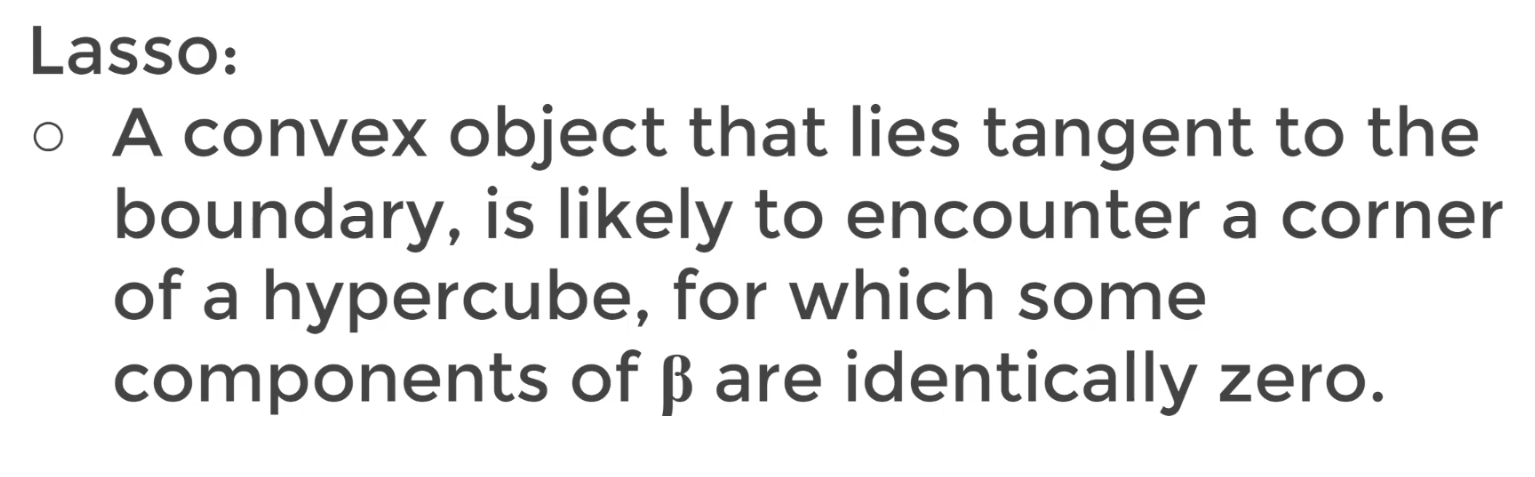 Lasso:
○ A convex object that lies tangent to the
boundary, is likely to encounter a corner
of a hypercube, for which some
components of β are identically zero.